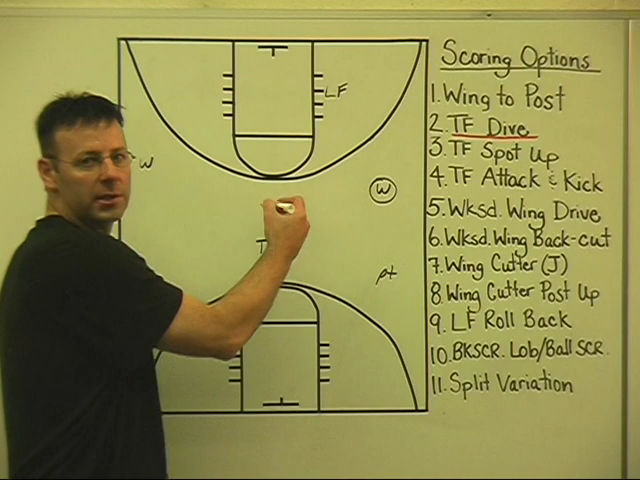 Scoring Options
1. Wing to Post
2. TF Dive
3. TF Spot Up
4. TF Attack & Kick
5. Wksd. Wing Drive
6. Wksd. Wing Back-cut
7. Wing Cutter (J)
8. Wing Cutter Post Up
9. LF Roll Back
10. BKSCR. Lob/Ball SCR.
11. Split Variation
LF
W
W
T
pt